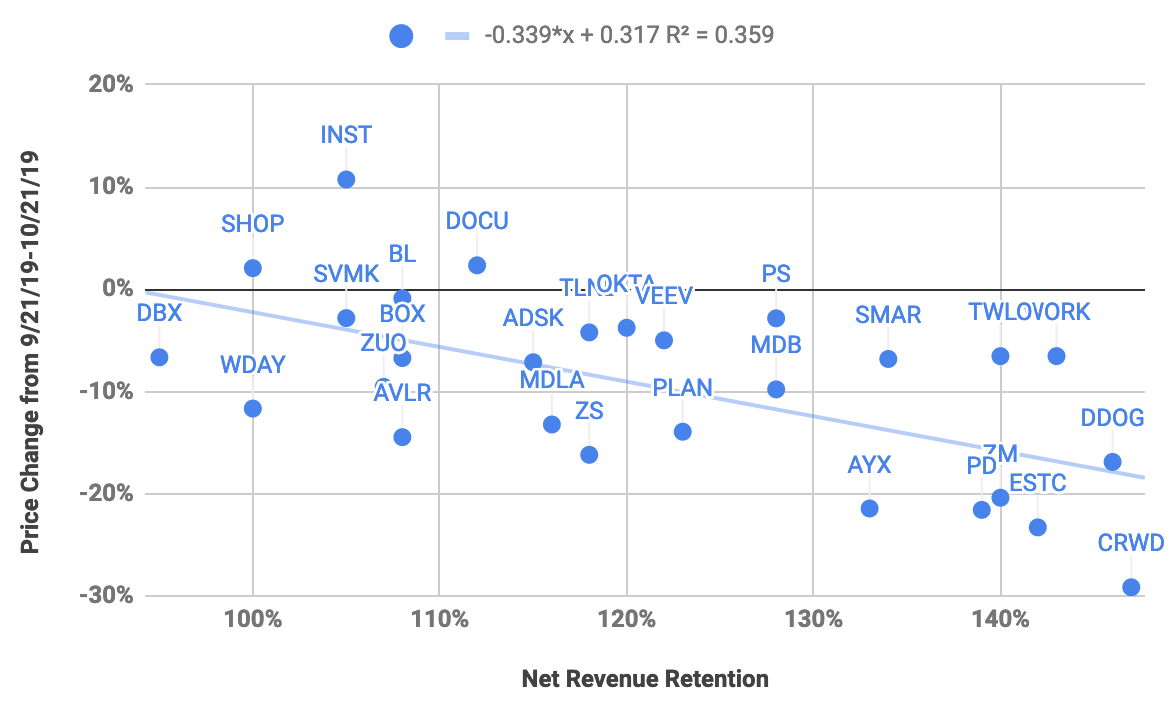 -0.339*x + 0.317 R² = 0.359
Price Change from 9/21/19-10/21/19
20%
10%
0%
-10%
-20%
-30%
INST
SHOP
DOCU
BL
SVMK
PS
OKTA
VEEV
DBX
BOX
ADSK
SMAR
TWLO
WORK
ZUO
MDB
WDAY
MDLA
PLAN
AVLR
ZS
DDOG
ZM
AYX
PD
ESTC
CRWD
100%
110%
120%
130%
140%
Net Revenue Retention